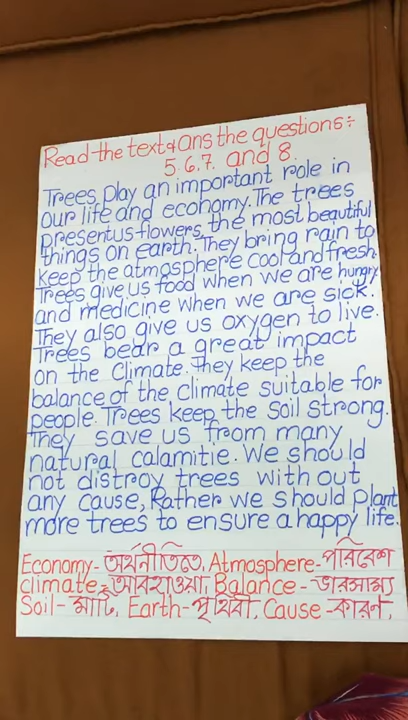 Read the text & ans the questions:-
5. 6. 7. and 8.
Trees play an important role in
our life and economy. The trees
present us flowers, the most beautiful
things on earth. They bring rain to
keep the atmosphere cool and fresh.
Trees give us food when we are hungry
and medicine when we are sick.
They also give us oxygen to live.
Trees bear a great impact
on the Climate. They keep the
balance of the climate suitable for
people. Trees keep the Soil Strong.
They save us from many
natural calamitie. We should
not distroy trees with out
any cause, Rather we should plant
more trees to ensure a happy life.
Economy- অর্থনীতিতে, Atmosphere- পরিবেশ
climate- আবহাওয়া, Balance- ভারসাম্য
Soil- মাটি, Earth- পৃথিবী, Cause- কারণ,